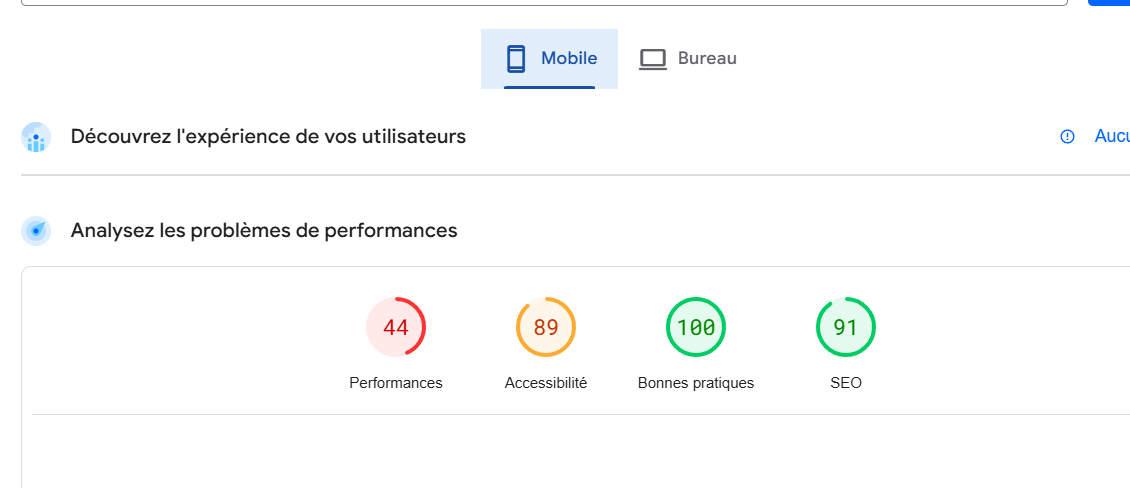 Mobile
Bureau
Découvrez l'expérience de vos utilisateurs
Analysez les problèmes de performances
44
89
100
91
Performances
Accessibilité
Bonnes pratiques
SEO